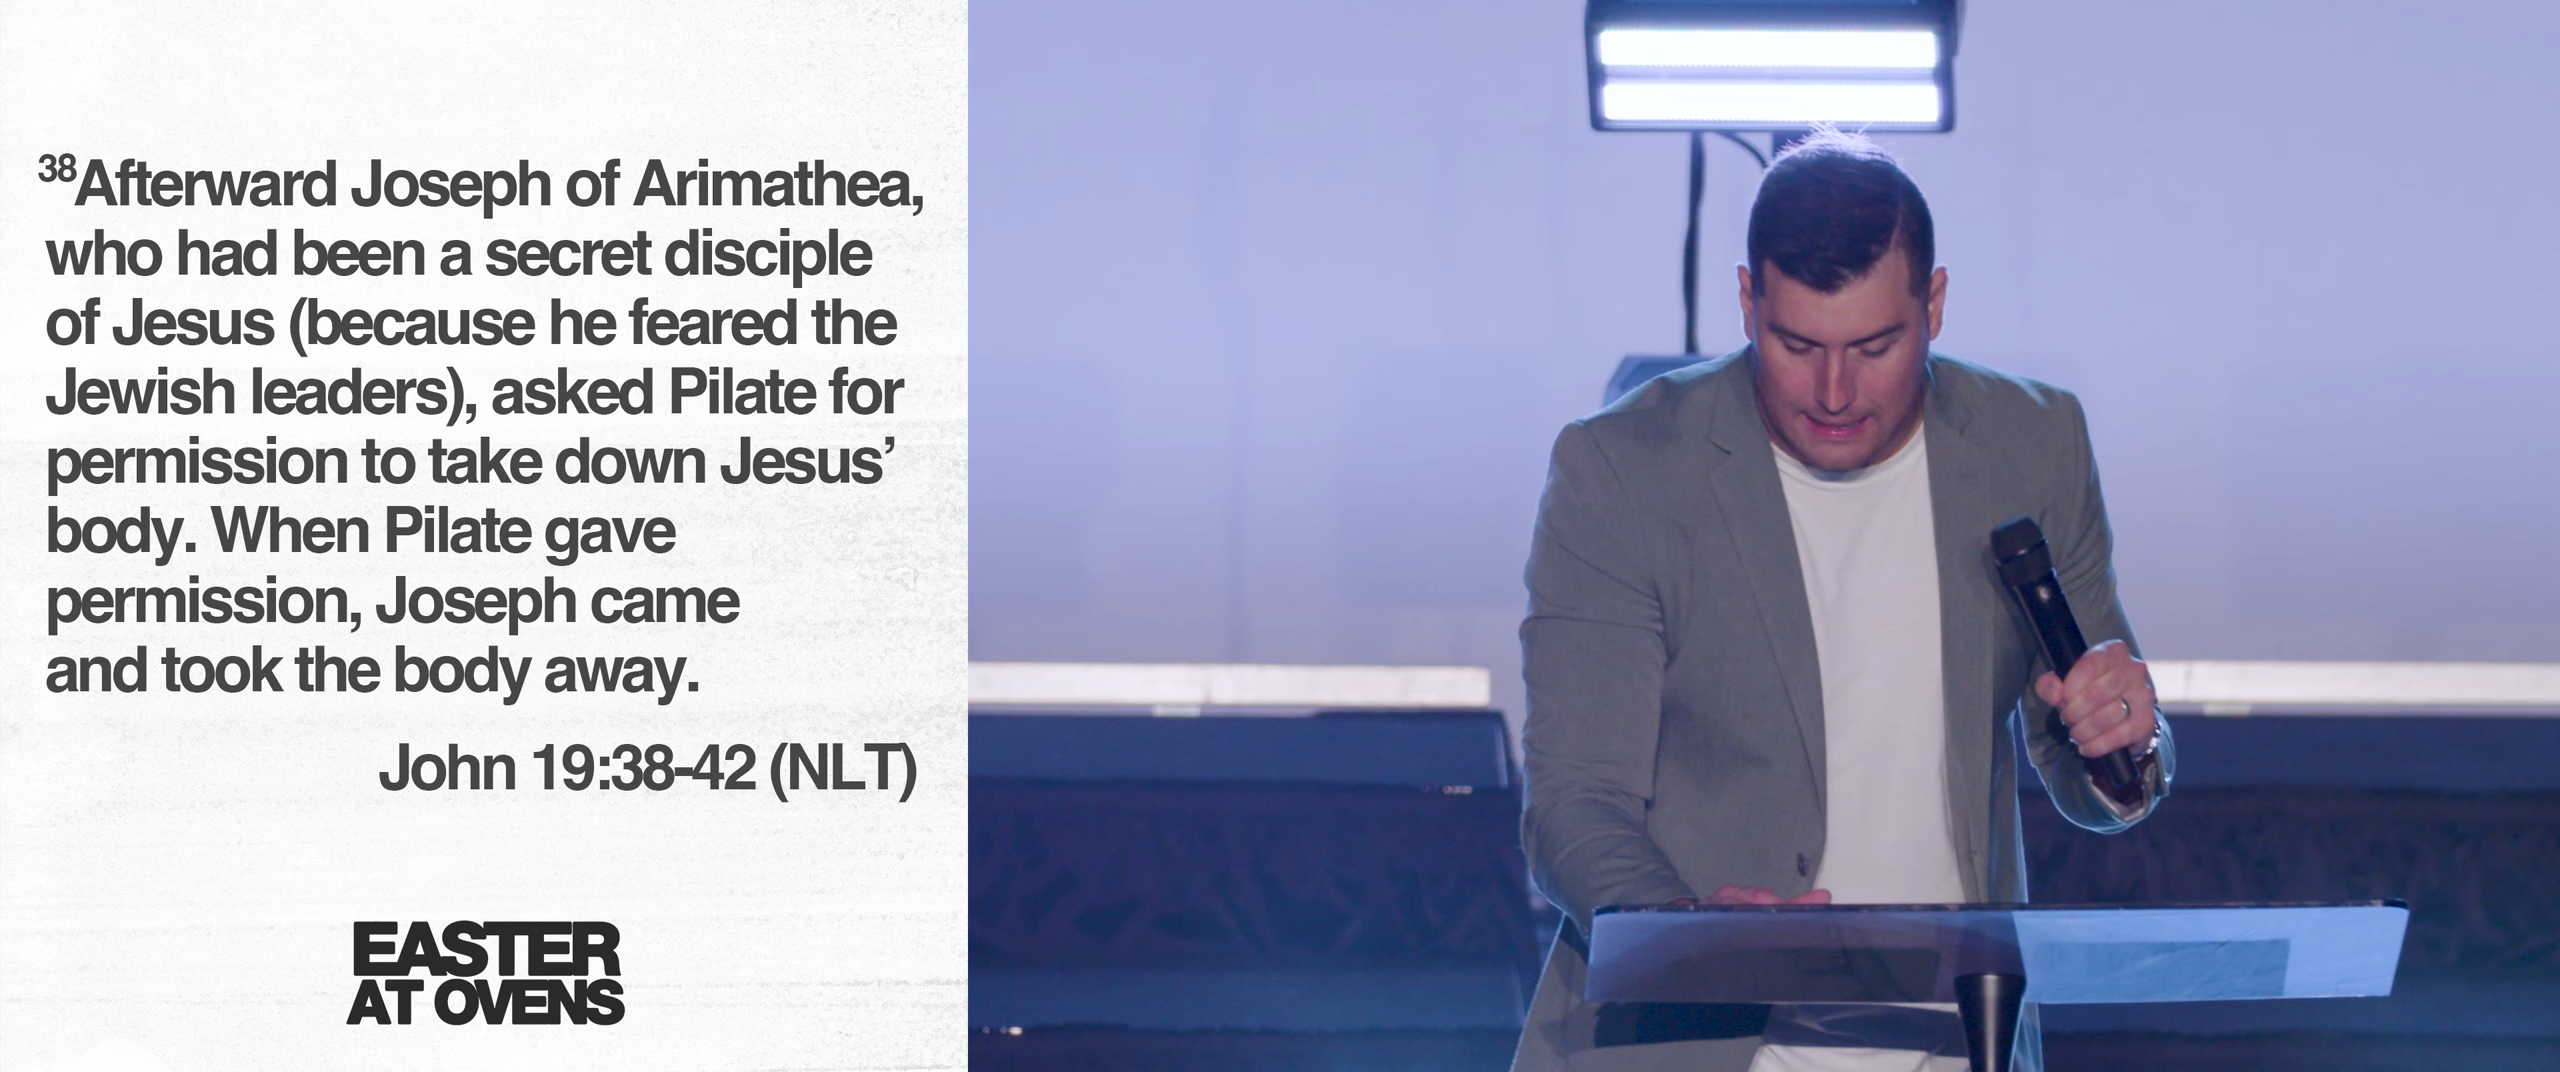 ³⁸Afterward Joseph of Arimathea,
who had been a secret disciple
of Jesus (because he feared the
Jewish leaders), asked Pilate for
permission to take down Jesus’
body. When Pilate gave
permission, Joseph came
and took the body away.
John 19:38-42 (NLT)
EASTER
AT OVENS